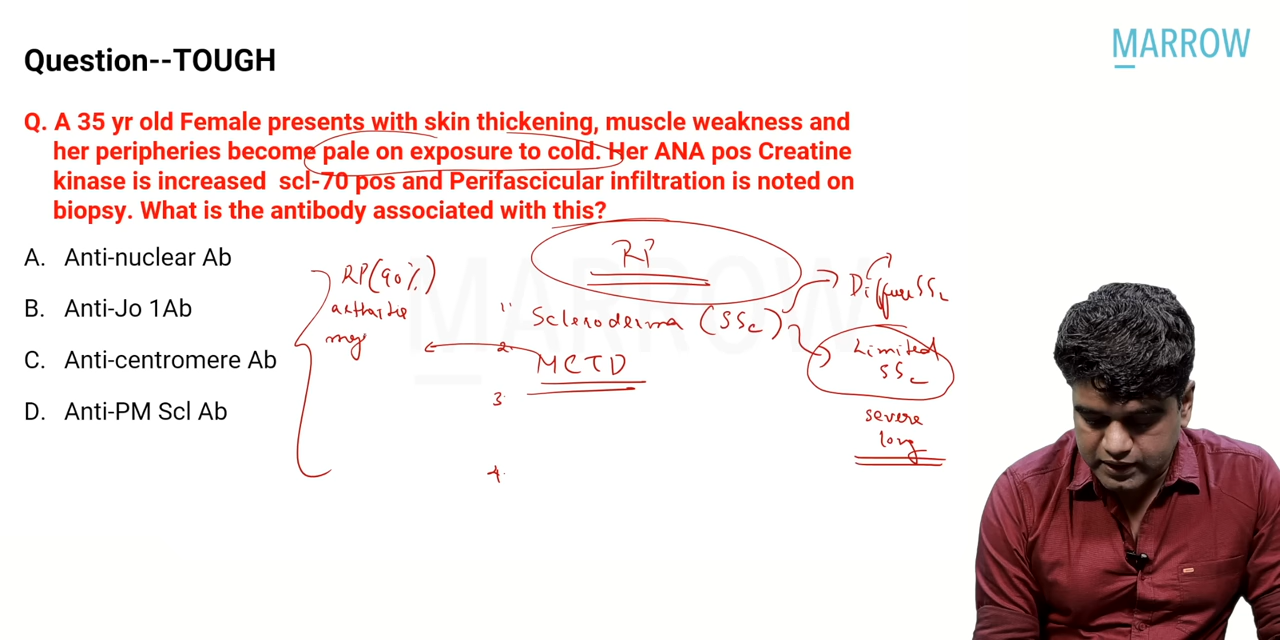 MARROW
Question--TOUGH
Q. A 35 yr old Female presents with skin thickening, muscle weakness and
her peripheries become pale on exposure to cold. Her ANA pos Creatine
kinase is increased scl-70 pos and Perifascicular infiltration is noted on
biopsy. What is the antibody associated with this?
A. Anti-nuclear Ab
B. Anti-Jo 1Ab
C. Anti-centromere Ab
D. Anti-PM Scl Ab
RP (90%)
RP
1. Scleroderma (SSc)
2. MCTD
3.
4.
Diffuse SSc
Limited
SSc
severe
long